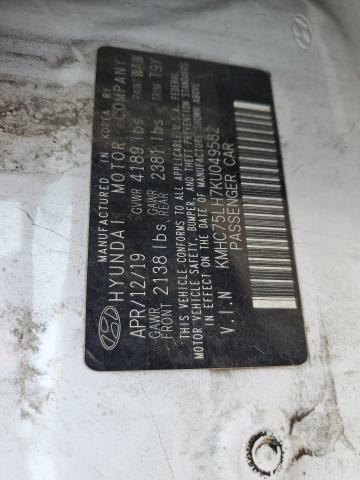 MANUFACTURED IN KOREA BY
HYUNDAI MOTOR COMPANY
APR/12/19 GVWR 4189 lbs PAINT WAW
GAWR FRONT 2138 lbs GAWR REAR 2381 lbs TRIM T9Y
THIS VEHICLE CONFORMS TO ALL APPLICABLE U.S.A. FEDERAL
MOTOR VEHICLE SAFETY, BUMPER, AND THEFT PREVENTION STANDARDS
IN EFFECT ON THE DATE OF MANUFACTURE SHOWN ABOVE
V.I.N KMHC75LH7KU049582
PASSENGER CAR